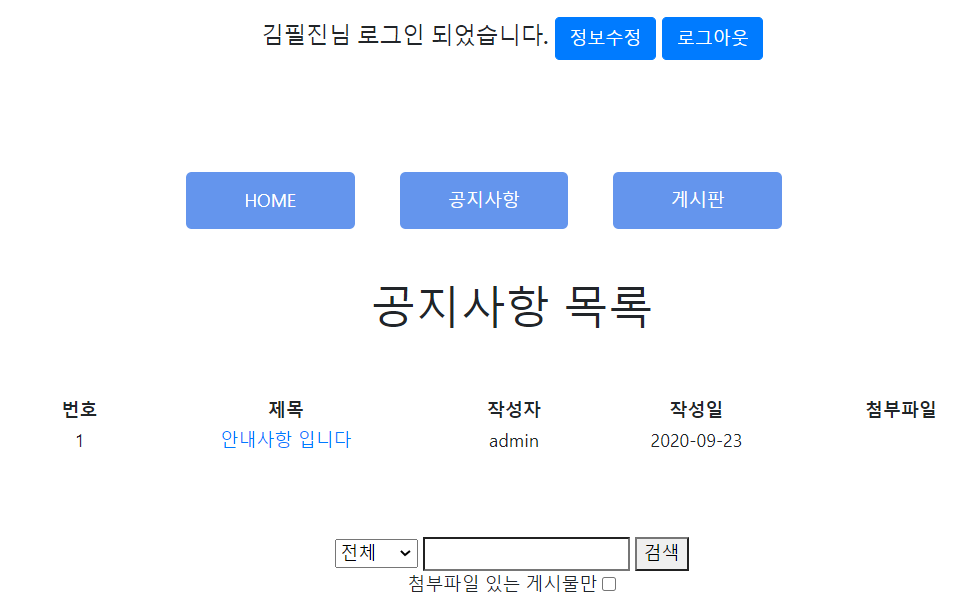 김필진님 로그인 되었습니다. 정보수정 로그아웃
HOME 공지사항 게시판
공지사항 목록
번호 제목 작성자 작성일 첨부파일
1 안내사항 입니다 admin 2020-09-23
전체 검색
첨부파일 있는 게시물만